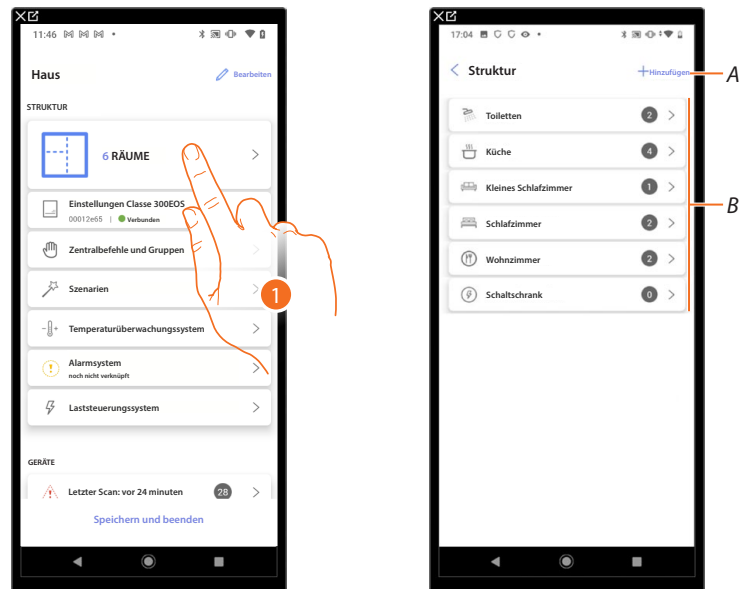 11:46
Haus
Bearbeiten
STRUKTUR
6 RÄUME
Einstellungen Classe 300EOS
00012e65 | Verbunden
Zentralbefehle und Gruppen
Szenarien
Temperaturüberwachungssystem
Alarmsystem
noch nicht verknüpft
Laststeuerungssystem
GERÄTE
Letzter Scan: vor 24 minuten 28
Speichern und beenden
1
17:04
Struktur
Hinzufügen
A
Toiletten 2
Küche 4
Kleines Schlafzimmer 1
Schlafzimmer 2
Wohnzimmer 2
Schaltschrank 0
B